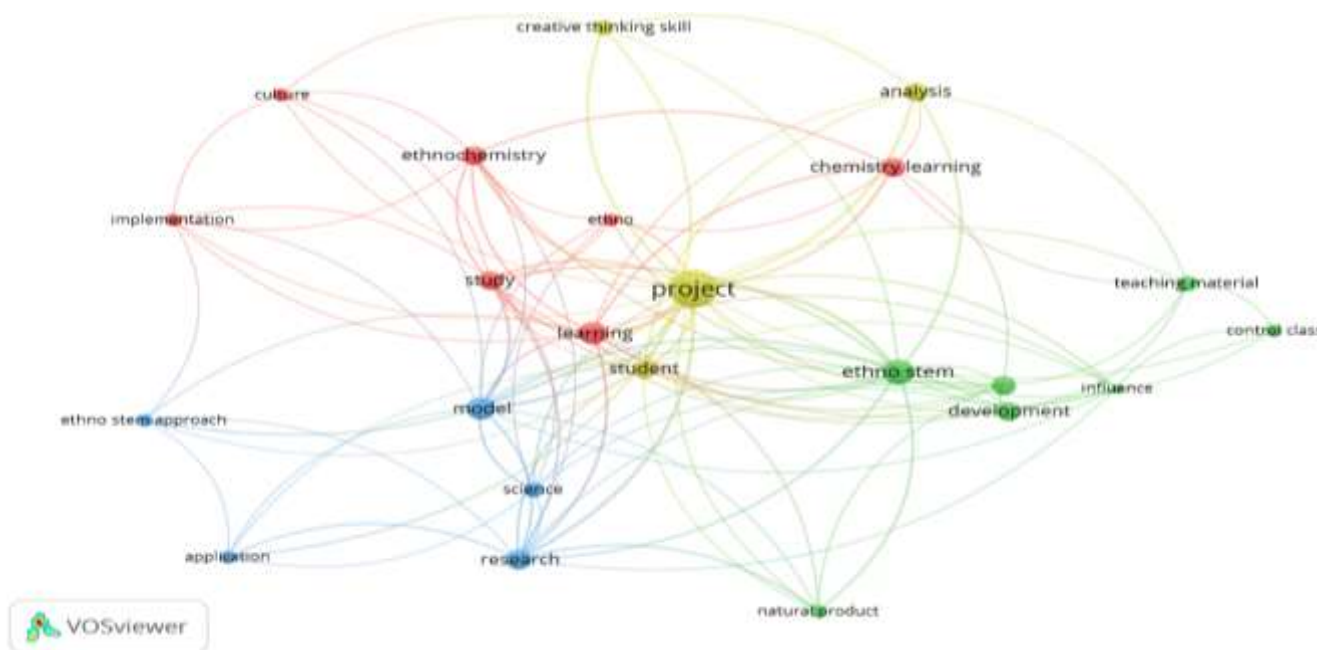 creative thinking skill
culture
analysis
ethnochemistry
chemistry learning
implementation
ethno
study
project
teaching material
learning
control class
student
ethno stem
influence
model
development
ethno stem approach
science
application
research
natural product
VOSviewer